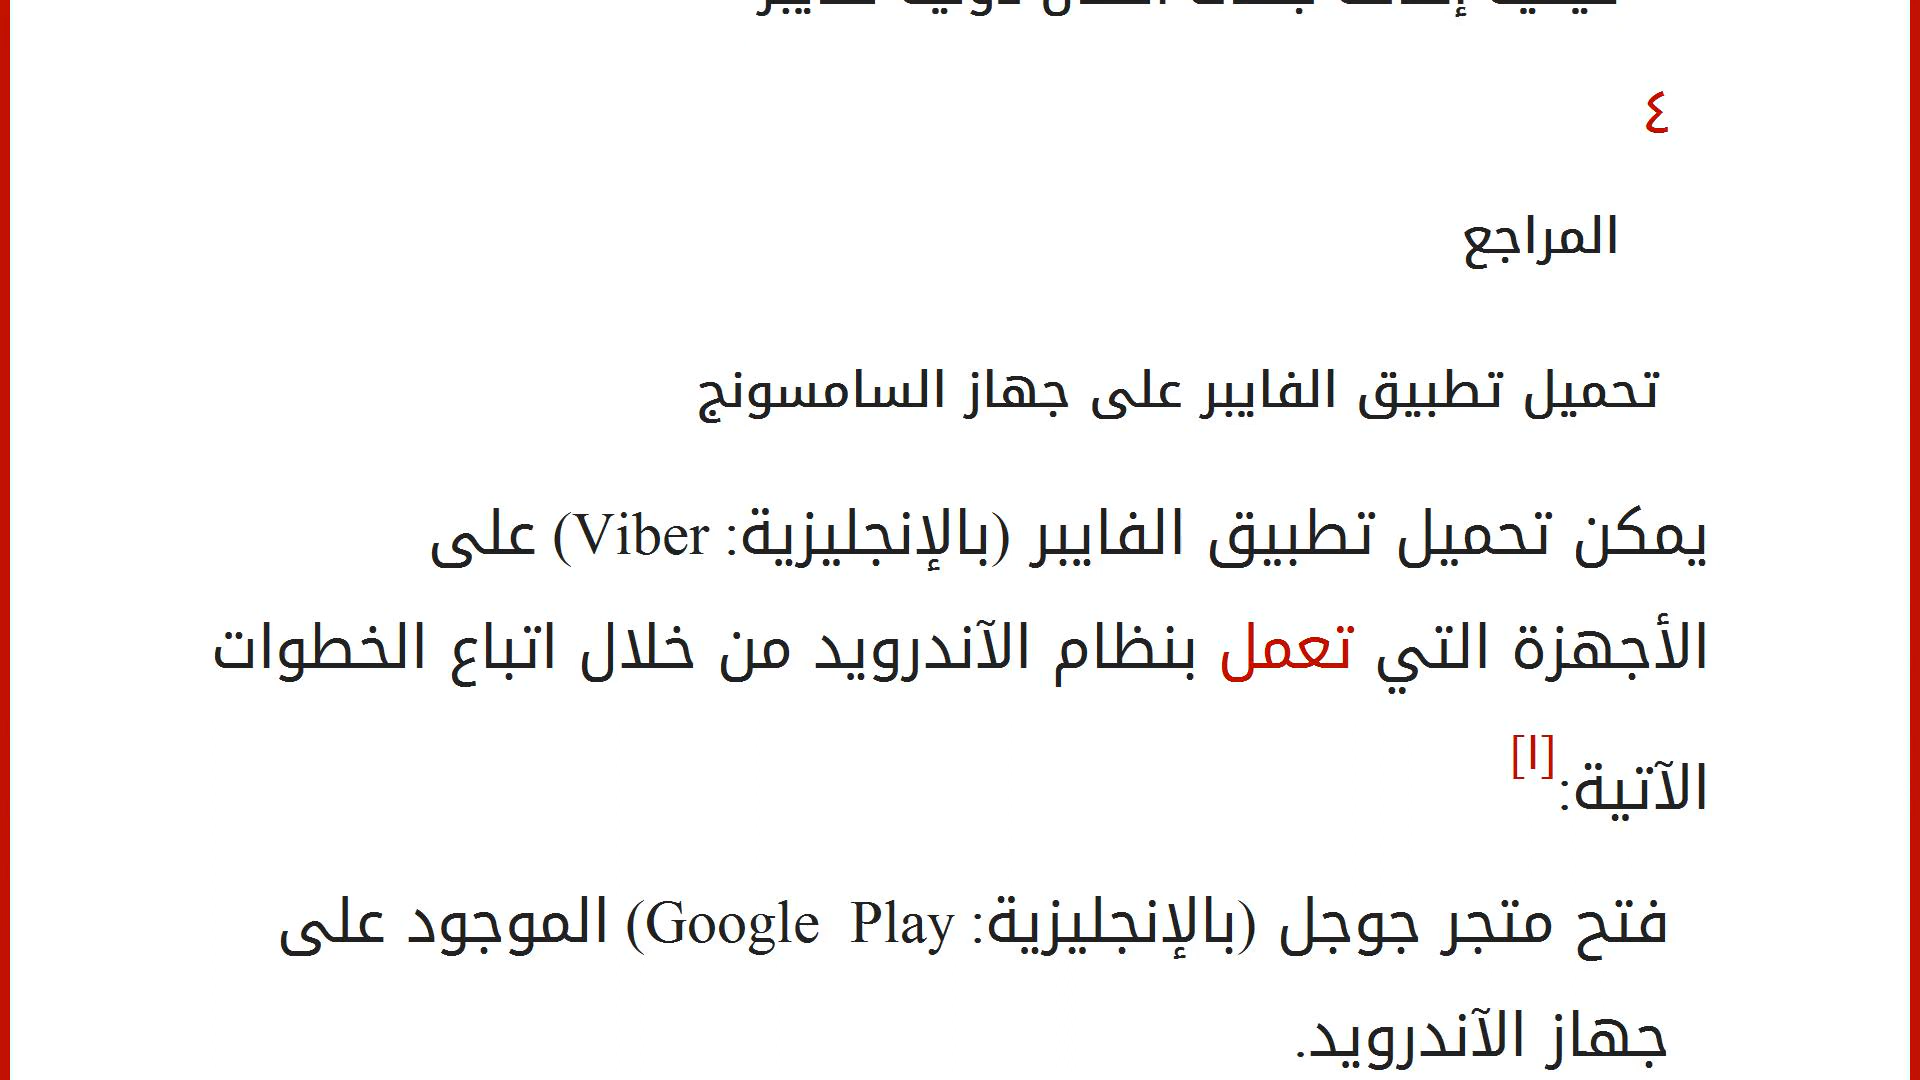 ٤
المراجع
تحميل تطبيق الفايبر على جهاز السامسونج
يمكن تحميل تطبيق الفايبر (بالإنجليزية: Viber) على
الأجهزة التي تعمل بنظام الآندرويد من خلال اتباع الخطوات
الآتية:[١]
فتح متجر جوجل (بالإنجليزية: Google Play) الموجود على
جهاز الآندرويد.